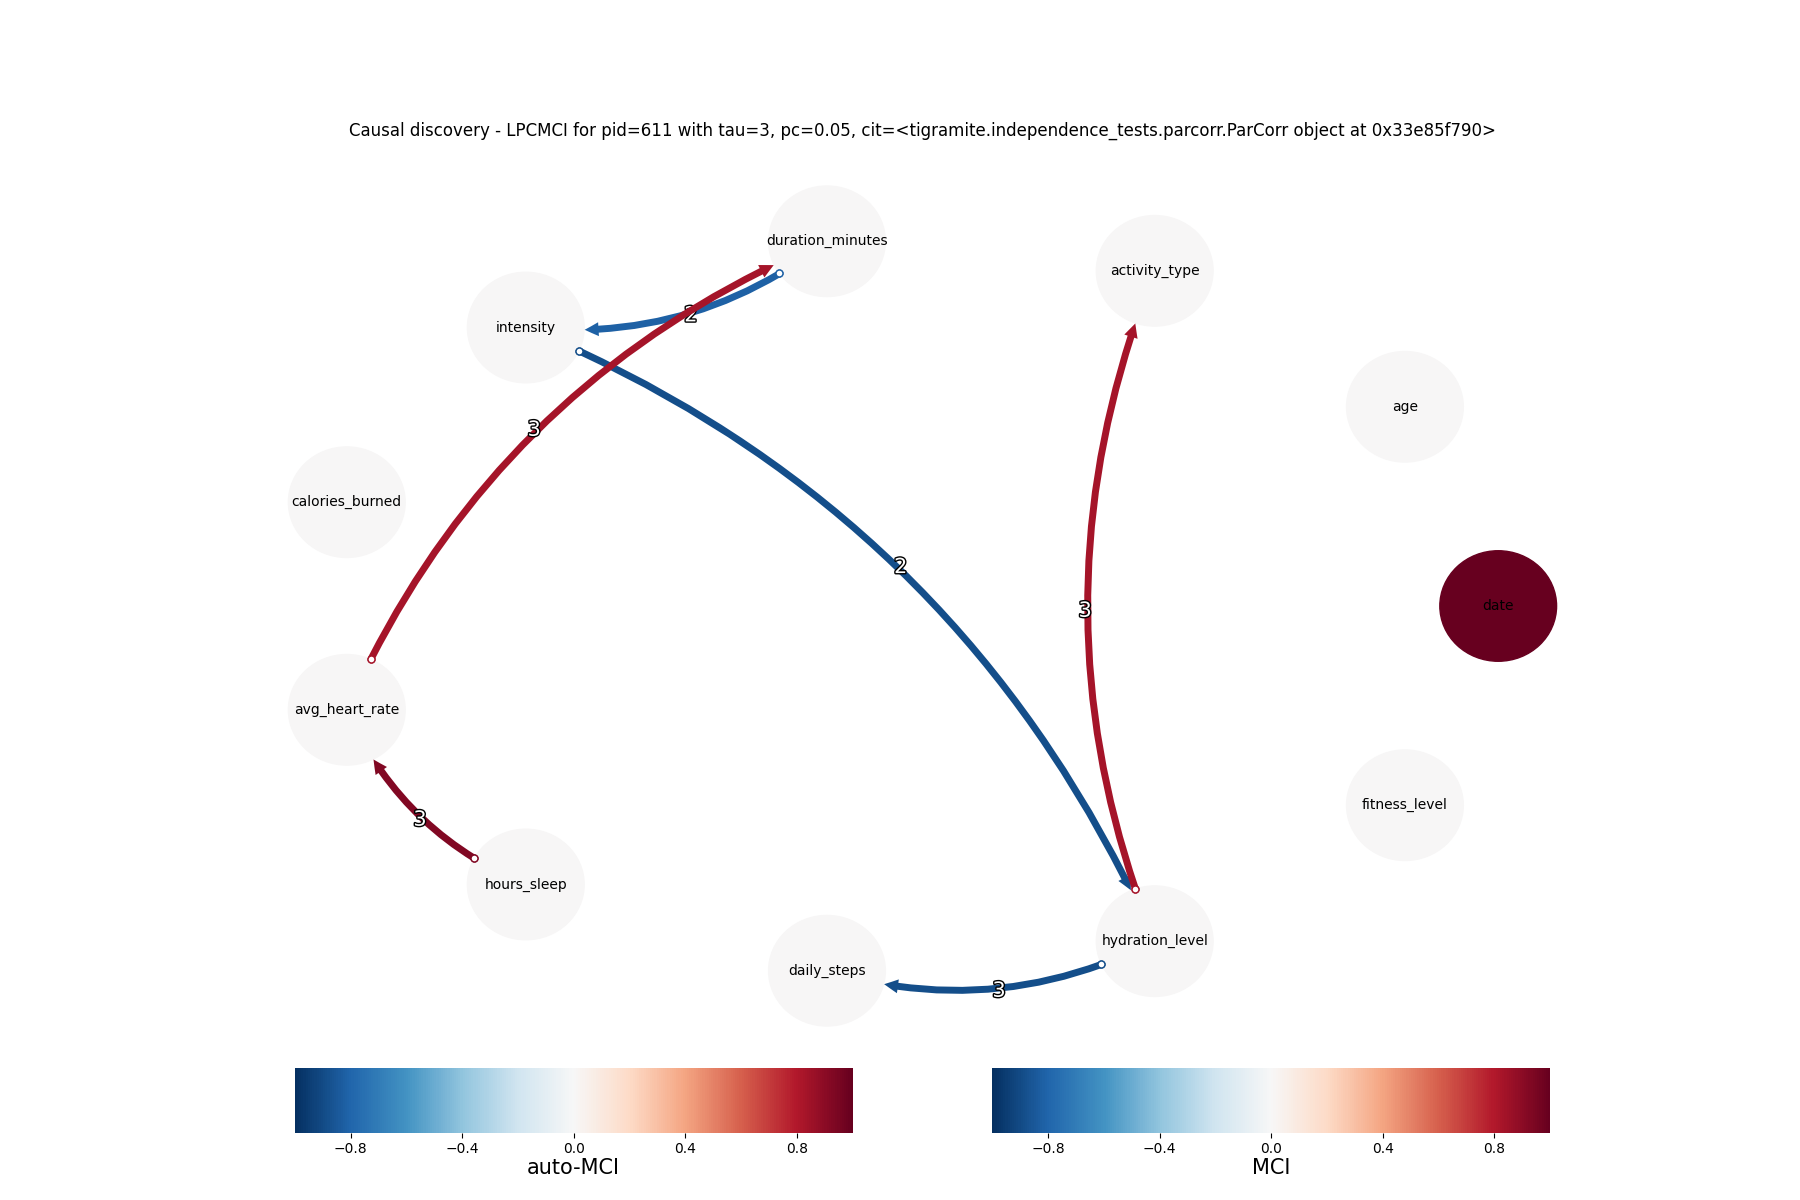 Causal discovery - LPCMCI for pid=611 with tau=3, pc=0.05, cit=<tigramite.independence_tests.parcorr.ParCorr object at 0x33e85f790>
duration_minutes
activity_type
2
intensity
age
3
calories_burned
2
date
3
avg_heart_rate
fitness_level
3
hours_sleep
hydration_level
daily_steps
3
−0.8 −0.4 0.0 0.4 0.8
auto-MCI
−0.8 −0.4 0.0 0.4 0.8
MCI